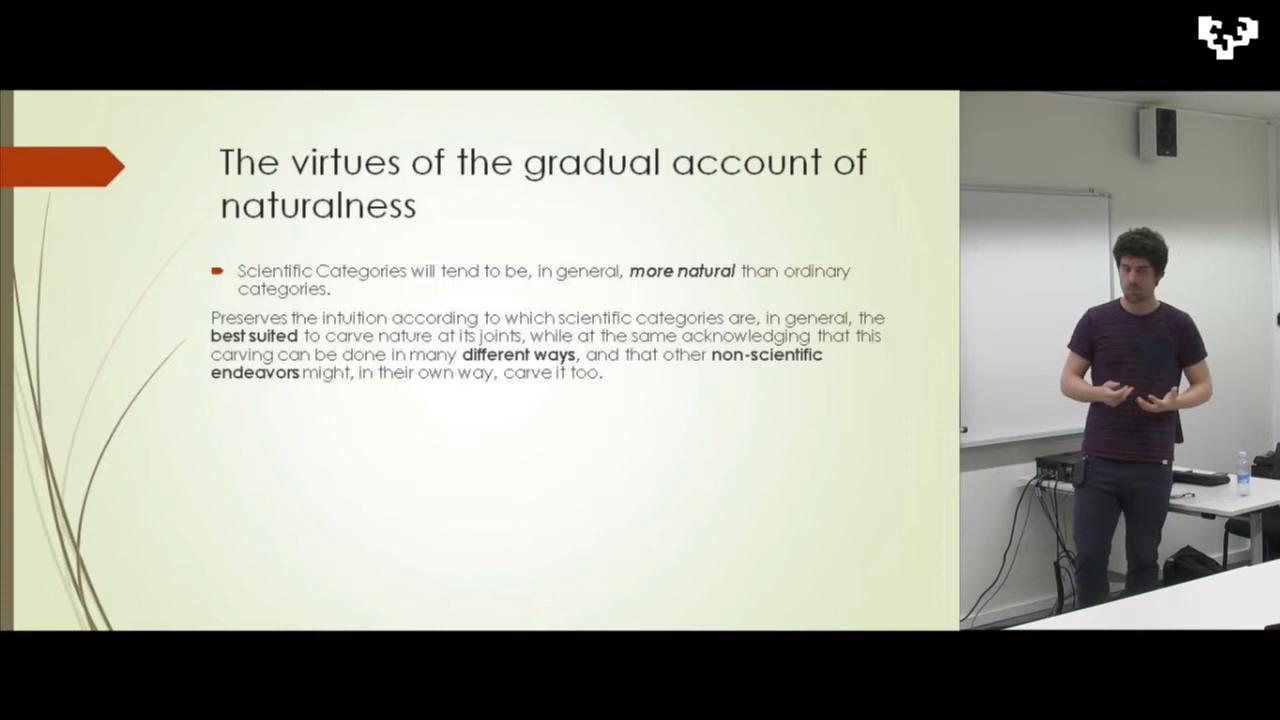 The virtues of the gradual account of
naturalness
Scientific Categories will tend to be, in general, more natural than ordinary
categories.
Preserves the intuition according to which scientific categories are, in general, the
best suited to carve nature at its joints, while at the same acknowledging that this
carving can be done in many different ways, and that other non-scientific
endeavors might, in their own way, carve it too.